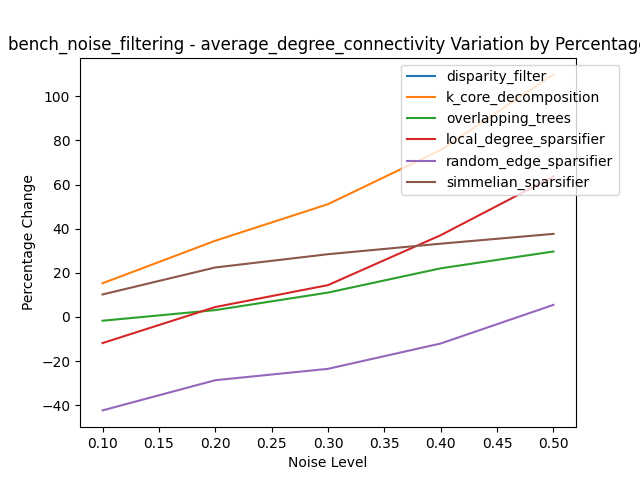 bench_noise_filtering - average_degree_connectivity Variation by Percentage
disparity_filter
k_core_decomposition
overlapping_trees
local_degree_sparsifier
random_edge_sparsifier
simmelian_sparsifier
Percentage Change
100
80
60
40
20
0
−20
−40
0.10 0.15 0.20 0.25 0.30 0.35 0.40 0.45 0.50
Noise Level